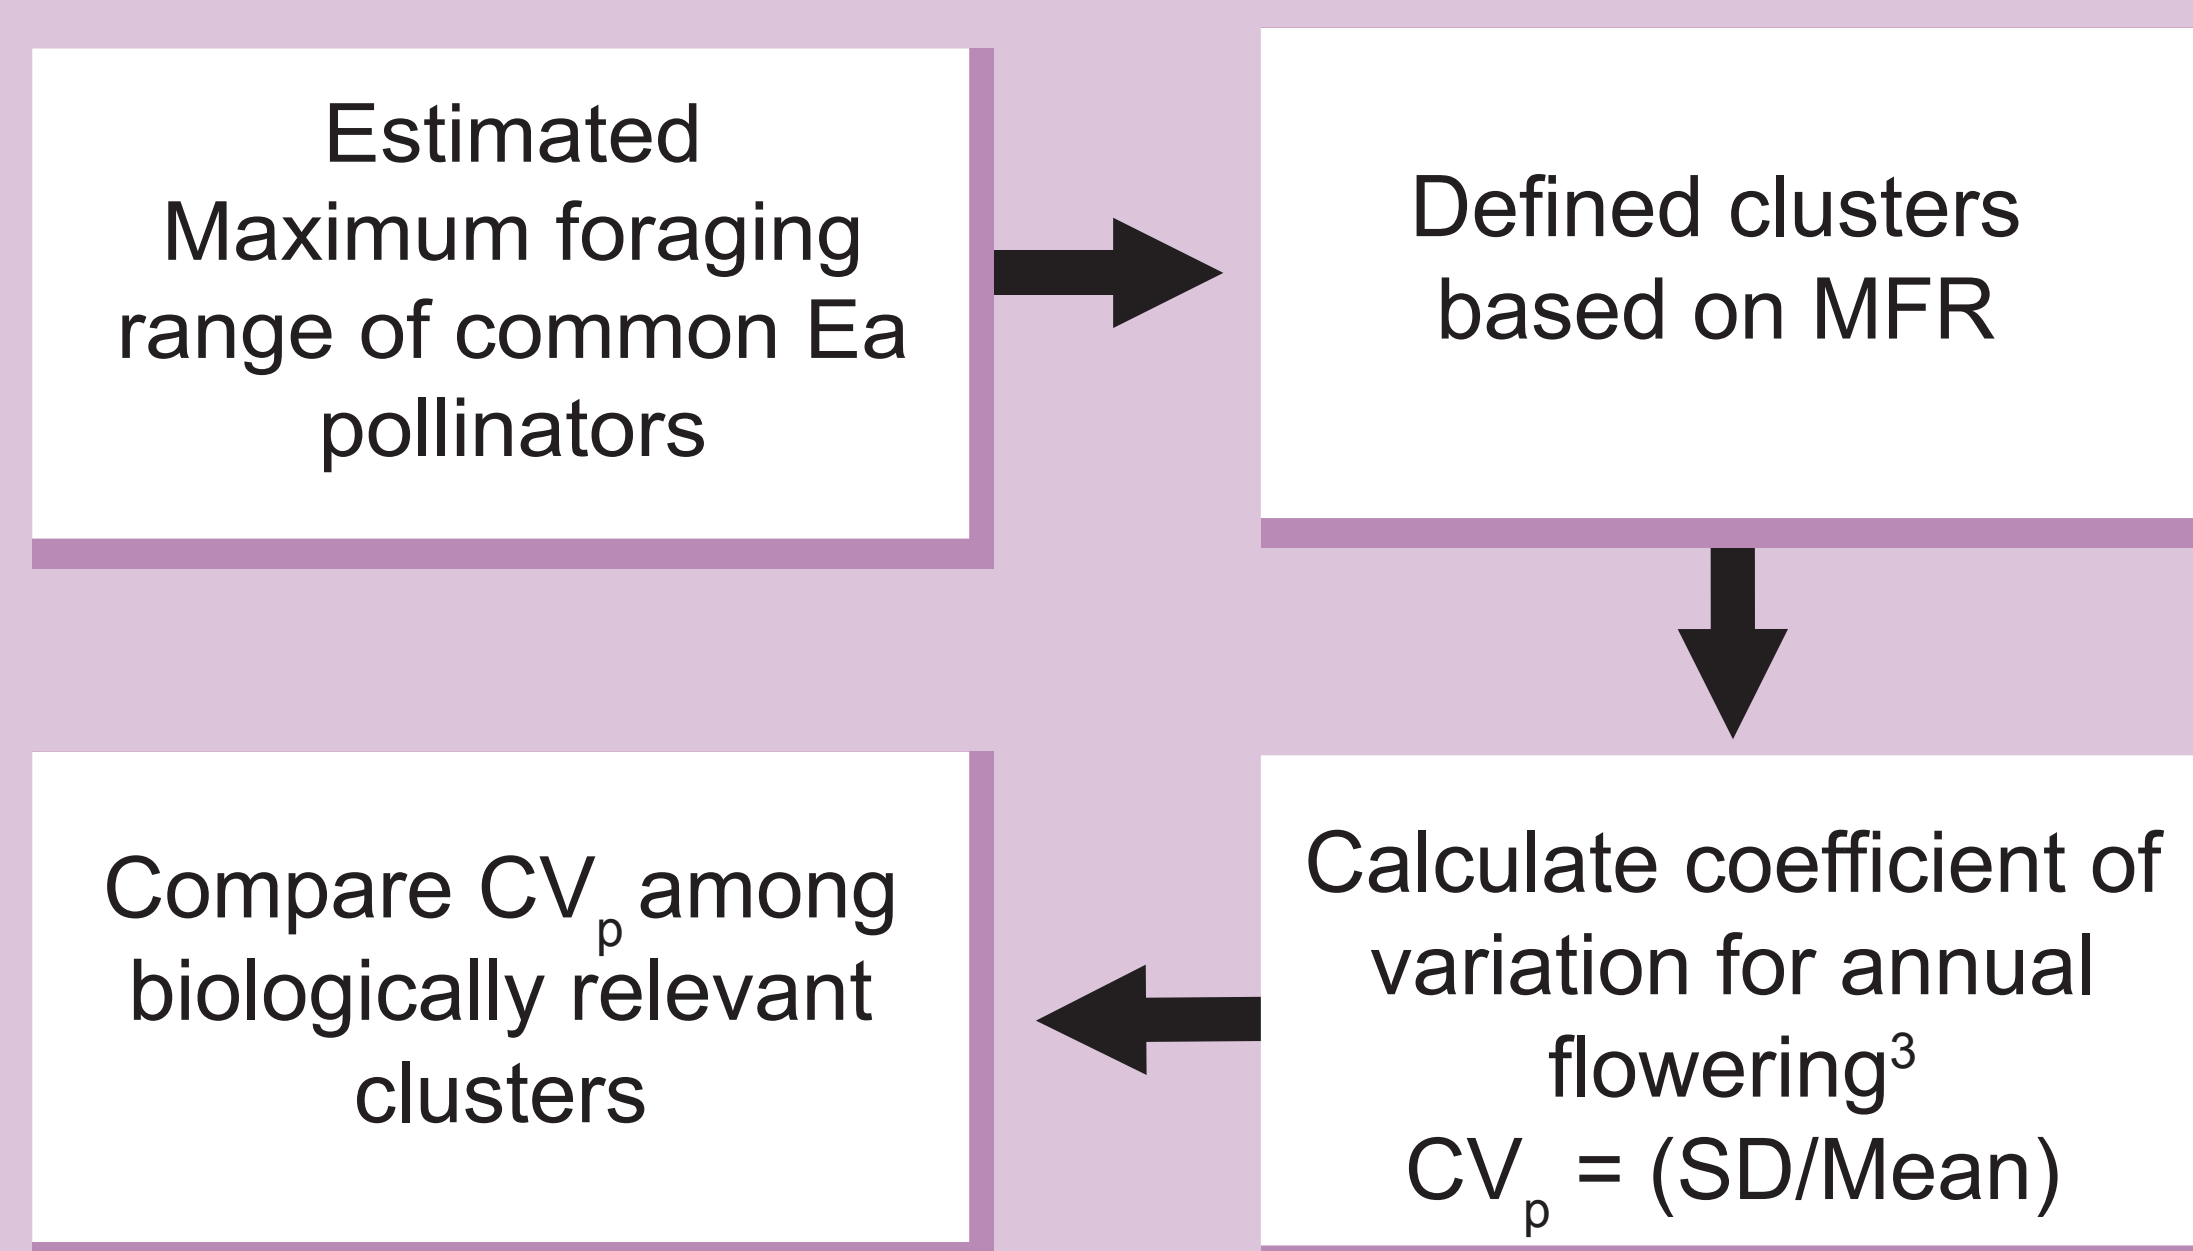 Estimated
Maximum foraging
range of common Ea
pollinators
Defined clusters
based on MFR
Calculate coefficient of
variation for annual
flowering³
CVₚ = (SD/Mean)
Compare CVₚ among
biologically relevant
clusters